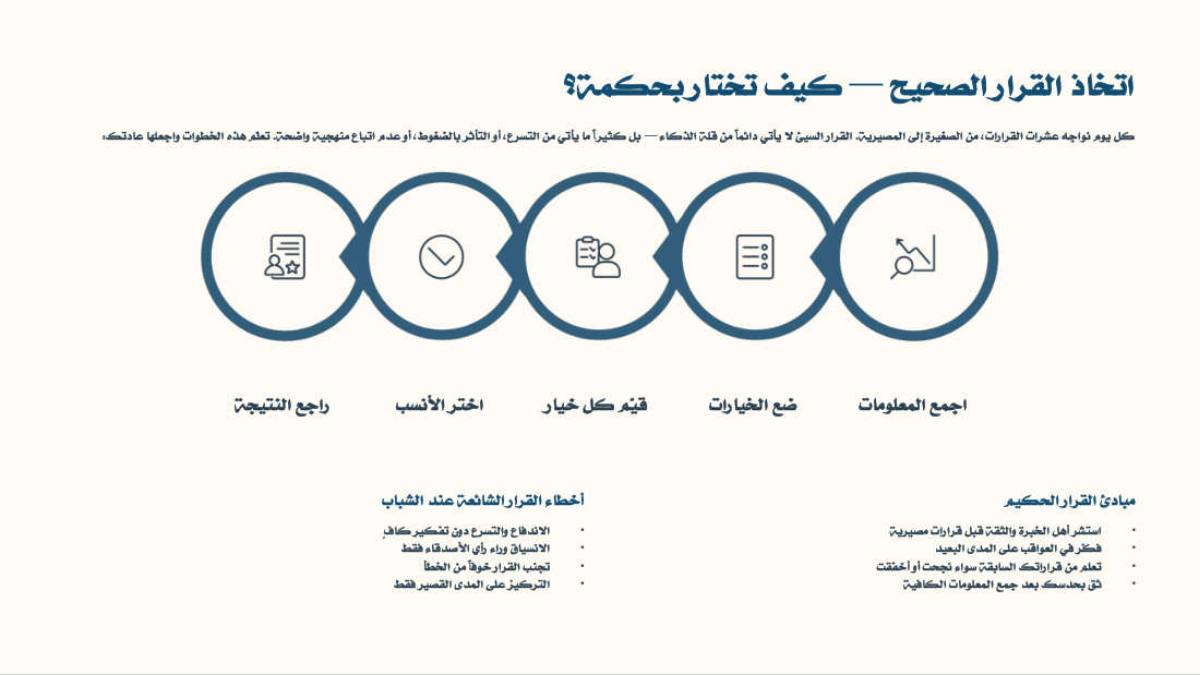 اتخاذ القرار الصحيح — كيف تختار بحكمة؟
كل يوم نواجه عشرات القرارات، من الصغيرة إلى المصيرية. القرار السيئ لا يأتي دائماً من قلة الذكاء — بل كثيراً ما يأتي من التسرع، أو التأثر بالضغوط، أو عدم اتباع منهجية واضحة. تعلم هذه الخطوات واجعلها عادتك:
اجمع المعلومات
ضع الخيارات
قيّم كل خيار
اختر الأنسب
راجع النتيجة
مبادئ القرار الحكيم
• استشر أهل الخبرة والثقة قبل قرارات مصيرية
• فكر في العواقب على المدى البعيد
• تعلم من قراراتك السابقة سواء نجحت أو أخفقت
• ثق بحدسك بعد جمع المعلومات الكافية
أخطاء القرار الشائعة عند الشباب
• الاندفاع والتسرع دون تفكير كافٍ
• الانسياق وراء رأي الأصدقاء فقط
• تجنب القرار خوفاً من الخطأ
• التركيز على المدى القصير فقط